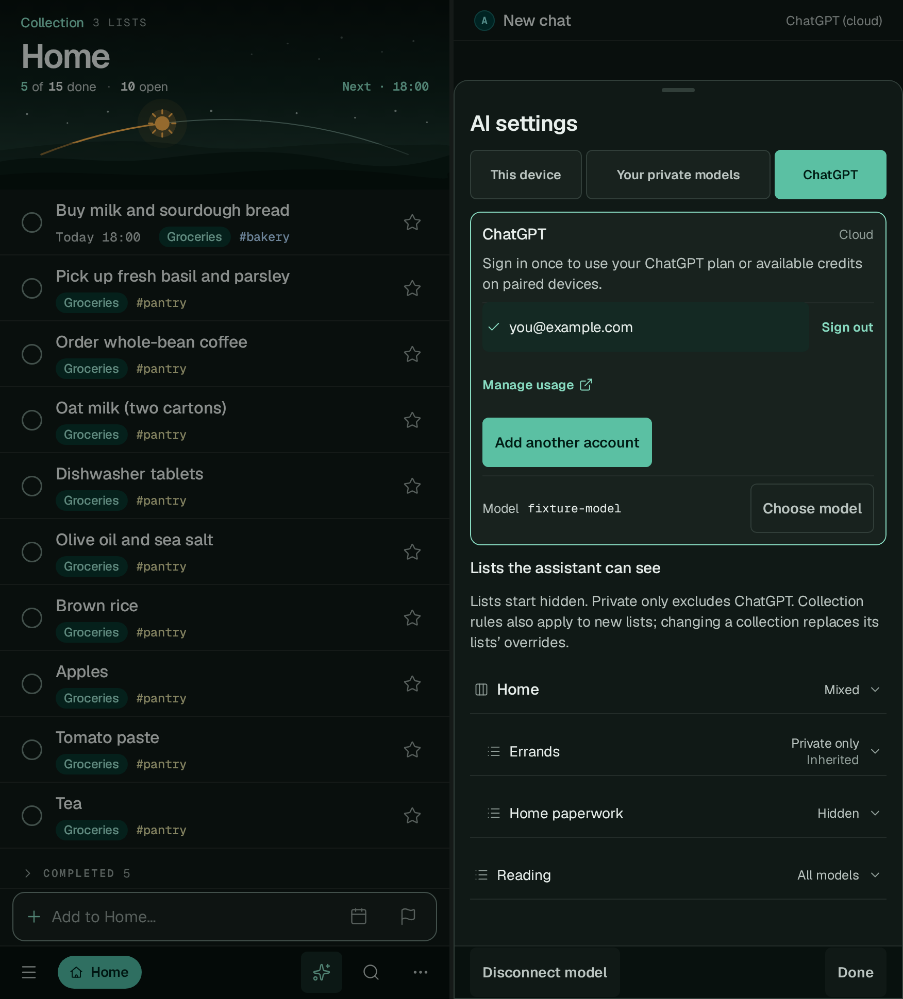 Collection 3 LISTS
Home
5 of 15 done · 10 open
Next · 18:00
Buy milk and sourdough bread
Today 18:00 Groceries #bakery
Pick up fresh basil and parsley
Groceries #pantry
Order whole-bean coffee
Groceries #pantry
Oat milk (two cartons)
Groceries #pantry
Dishwasher tablets
Groceries #pantry
Olive oil and sea salt
Groceries #pantry
Brown rice
Groceries #pantry
Apples
Groceries #pantry
Tomato paste
Groceries #pantry
Tea
Groceries #pantry
COMPLETED 5
Add to Home…
Home
A New chat
ChatGPT (cloud)
AI settings
This device
Your private models
ChatGPT
ChatGPT
Cloud
Sign in once to use your ChatGPT plan or available credits
on paired devices.
you@example.com
Sign out
Manage usage
Add another account
Model fixture-model
Choose model
Lists the assistant can see
Lists start hidden. Private only excludes ChatGPT. Collection
rules also apply to new lists; changing a collection replaces its
lists’ overrides.
Home
Mixed
Errands
Private only
Inherited
Home paperwork
Hidden
Reading
All models
Disconnect model
Done